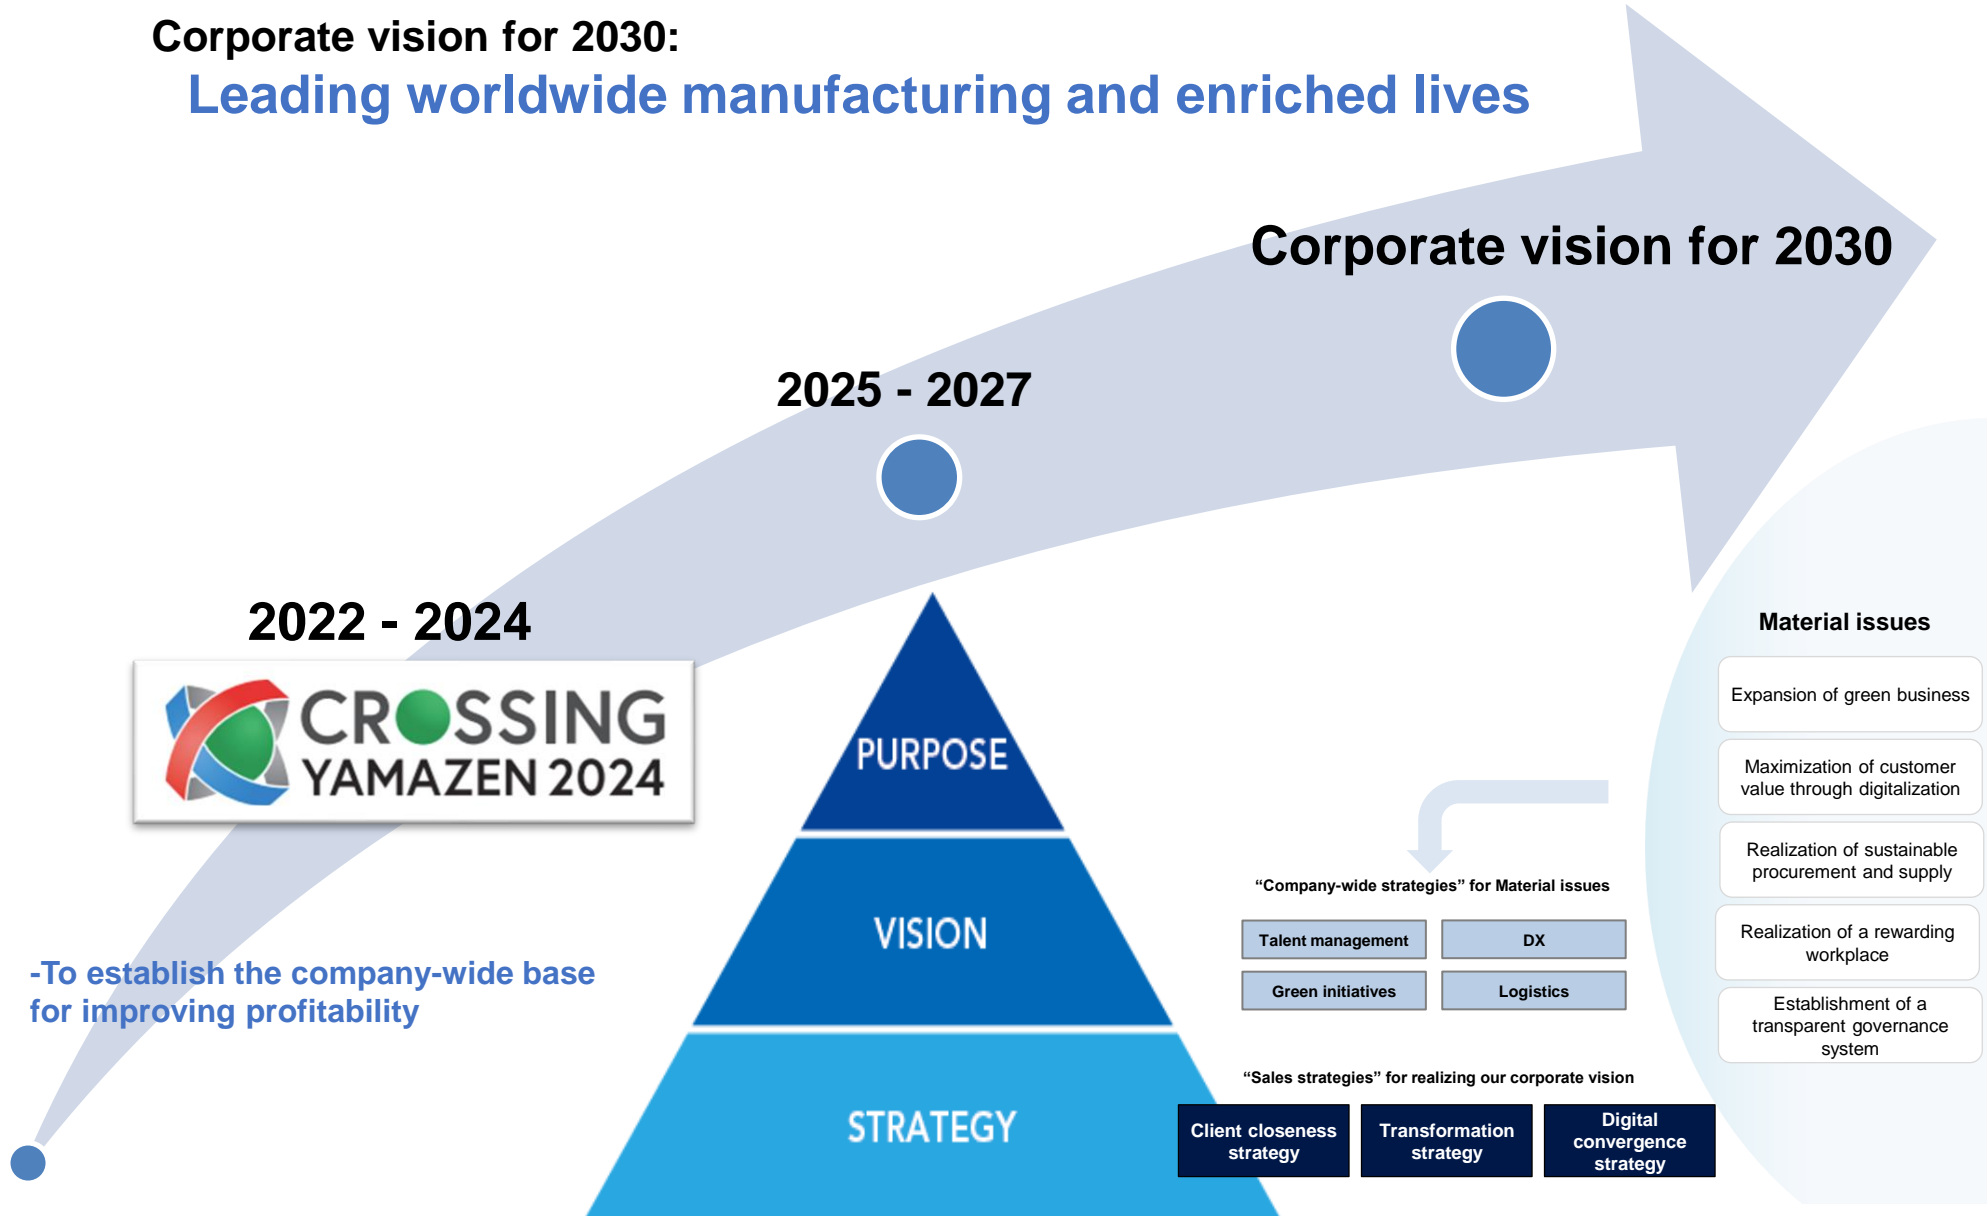 Corporate vision for 2030:
Leading worldwide manufacturing and enriched lives
Corporate vision for 2030
2025 - 2027
2022 - 2024
CROSSING
YAMAZEN 2024
-To establish the company-wide base
for improving profitability
PURPOSE
VISION
STRATEGY
Material issues
Expansion of green business
Maximization of customer
value through digitalization
Realization of sustainable
procurement and supply
Realization of a rewarding
workplace
Establishment of a
transparent governance
system
“Company-wide strategies” for Material issues
Talent management
DX
Green initiatives
Logistics
“Sales strategies” for realizing our corporate vision
Client closeness
strategy
Transformation
strategy
Digital
convergence
strategy